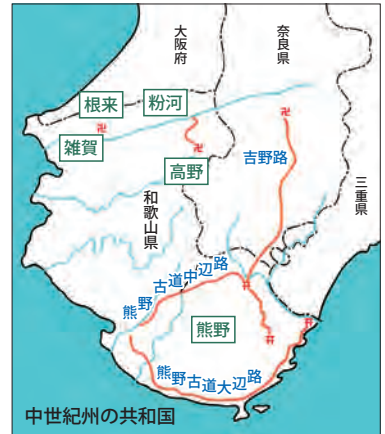 大阪府
奈良県
根来
粉河
雑賀
高野
吉野路
三重県
和歌山県
熊野古道中辺路
熊野
熊野古道大辺路
中世紀州の共和国